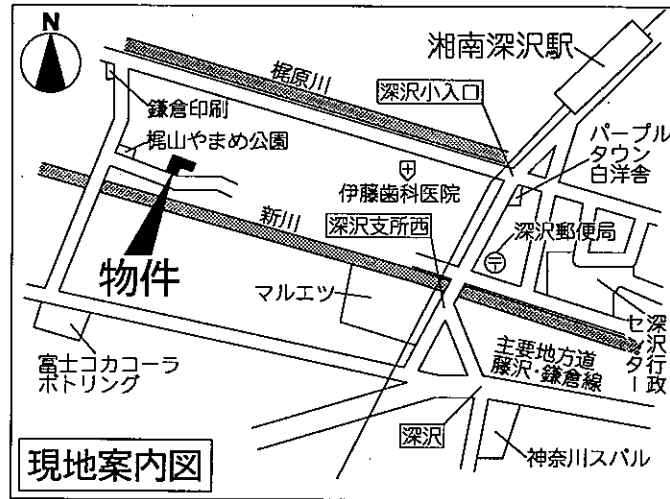 N
湘南深沢駅
梶原川
深沢小入口
鎌倉印刷
梶山やまめ公園
パープル
タウン
白洋舎
伊藤歯科医院
新川
深沢支所西
深沢郵便局
物件
マルエツ
深沢行政
センター
主要地方道
藤沢・鎌倉線
富士コカコーラ
ボトリング
深沢
神奈川スバル
現地案内図